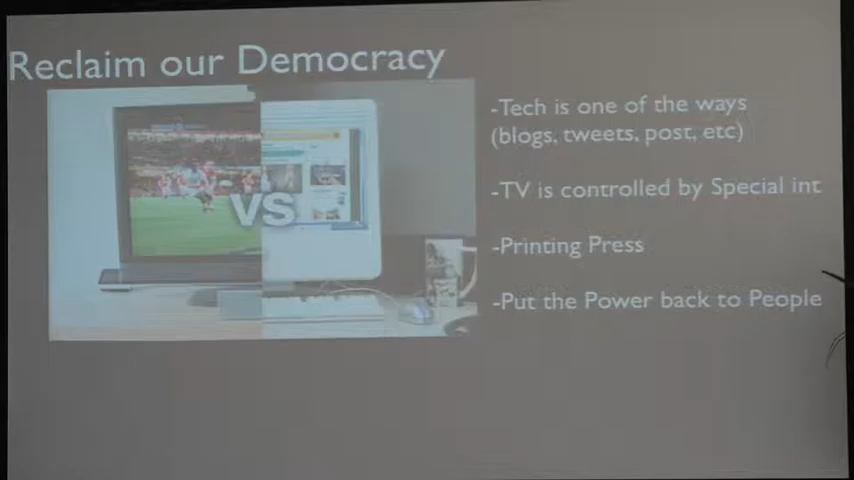 Reclaim our Democracy
-Tech is one of the ways
(blogs, tweets, post, etc)
VS
-TV is controlled by Special int
-Printing Press
-Put the Power back to People